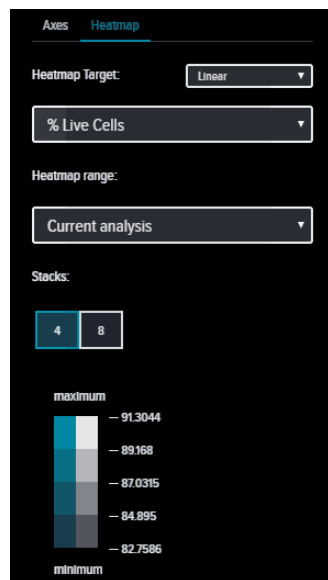 Axes Heatmap
Heatmap Target: Linear
% Live Cells
Heatmap range:
Current analysis
Stacks:
4 8
maximum
91.3044
89.168
87.0315
84.895
82.7586
minimum